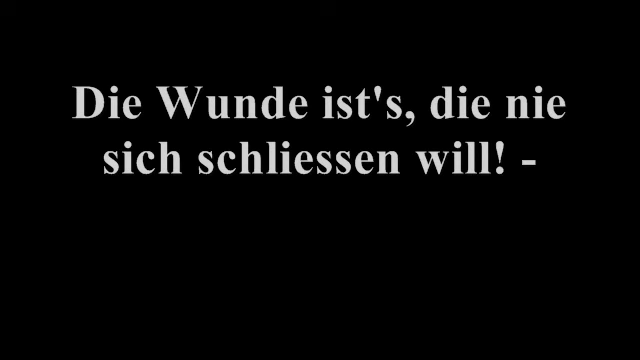 Die Wunde ist's, die nie
sich schliessen will! -